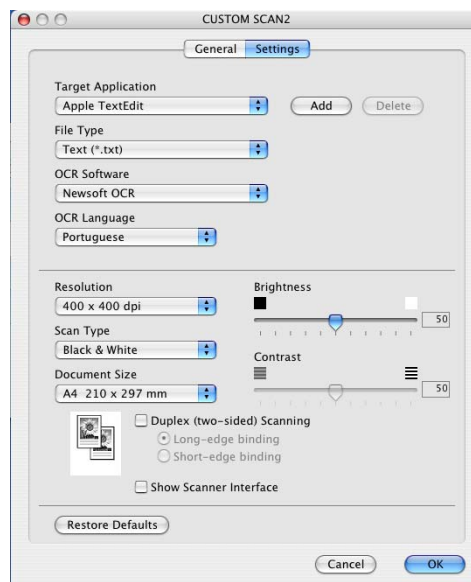 CUSTOM SCAN2
General Settings
Target Application
Apple TextEdit Add Delete
File Type
Text (*.txt)
OCR Software
Newsoft OCR
OCR Language
Portuguese
Resolution Brightness
400 x 400 dpi 50
Scan Type
Black & White
Contrast
Document Size
A4 210 x 297 mm 50
Duplex (two-sided) Scanning
Long-edge binding
Short-edge binding
Show Scanner Interface
Restore Defaults
Cancel OK